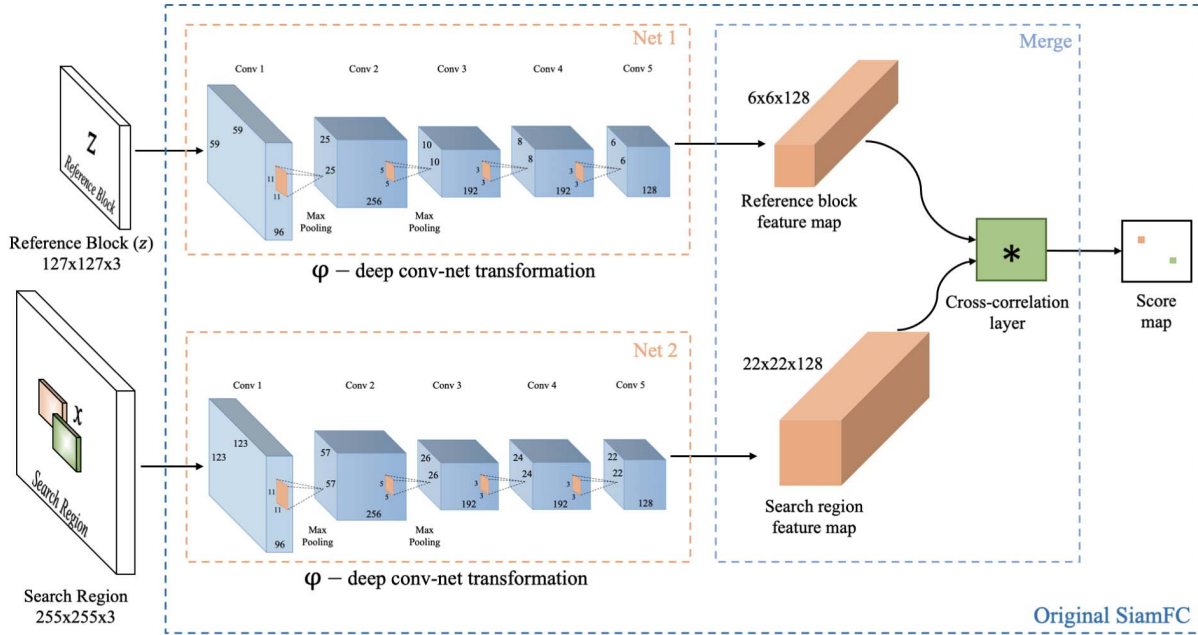 Net 1
Conv 1
Conv 2
Conv 3
Conv 4
Conv 5
59
59
11
11
96
Max
Pooling
25
25
5
5
256
Max
Pooling
10
10
3
3
192
8
8
3
3
192
6
6
128
φ – deep conv-net transformation
Z
Reference Block
Reference Block (z)
127x127x3
Net 2
Conv 1
Conv 2
Conv 3
Conv 4
Conv 5
123
123
11
11
96
Max
Pooling
57
57
5
5
256
Max
Pooling
26
26
3
3
192
24
24
3
3
192
22
22
128
φ – deep conv-net transformation
x
Search Region
Search Region
255x255x3
Merge
6x6x128
Reference block
feature map
22x22x128
Search region
feature map
*
Cross-correlation
layer
Score
map
Original SiamFC